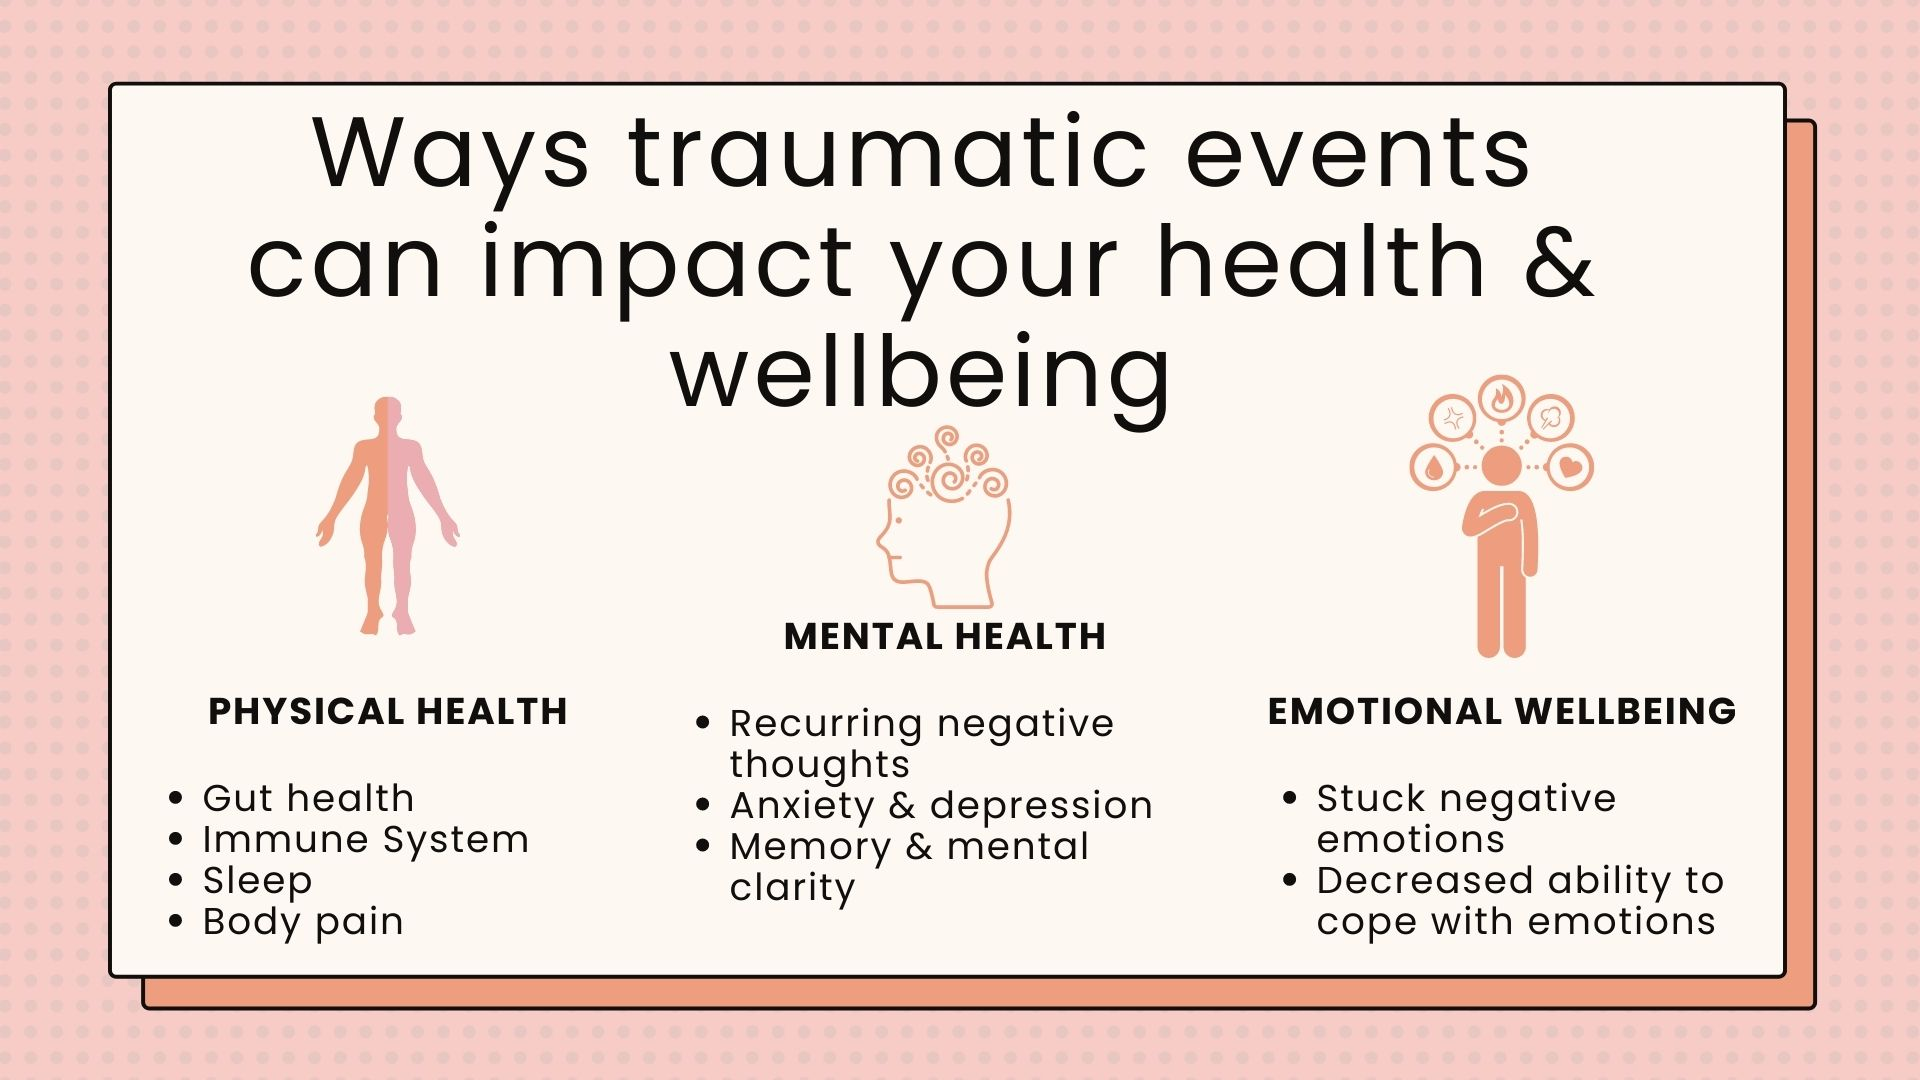 Ways traumatic events
can impact your health &
wellbeing
PHYSICAL HEALTH
• Gut health
• Immune System
• Sleep
• Body pain
MENTAL HEALTH
• Recurring negative
thoughts
• Anxiety & depression
• Memory & mental
clarity
EMOTIONAL WELLBEING
• Stuck negative
emotions
• Decreased ability to
cope with emotions